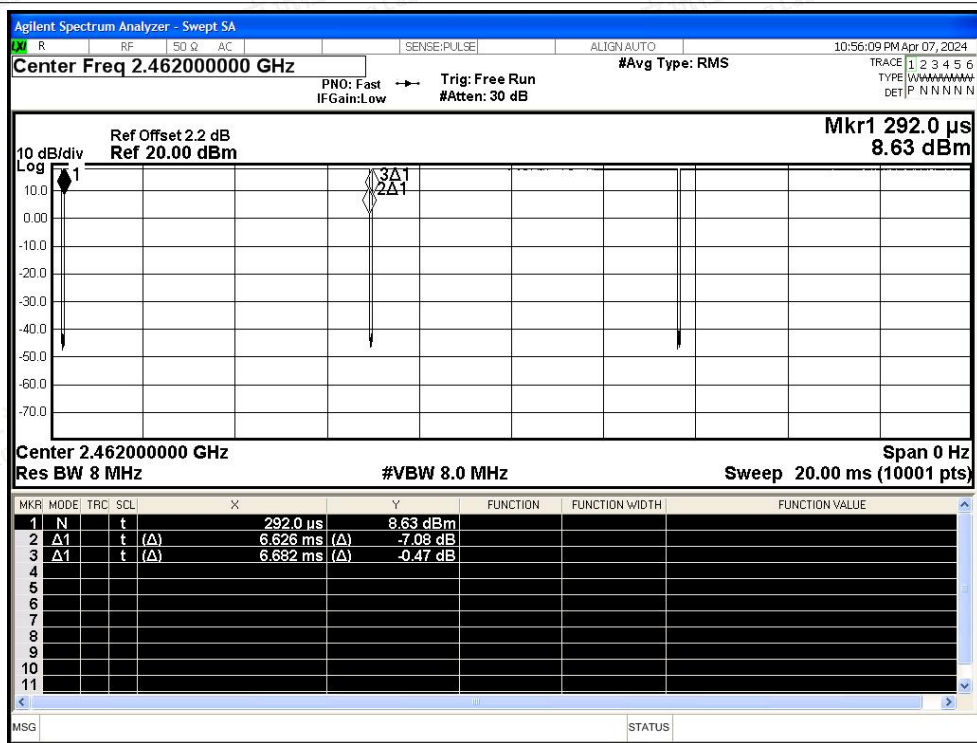 Agilent Spectrum Analyzer - Swept SA
LXI R RF 50 Ω AC SENSE:PULSE ALIGN AUTO 10:56:09 PM Apr 07, 2024
Center Freq 2.462000000 GHz #Avg Type: RMS TRACE 1 2 3 4 5 6
PNO: Fast Trig: Free Run TYPE WWWWWW
IFGain:Low #Atten: 30 dB DET P N N N N N
Mkr1 292.0 µs
Ref Offset 2.2 dB
10 dB/div Ref 20.00 dBm 8.63 dBm
Log
1
3Δ1
10.0
2Δ1
0.00
-10.0
-20.0
-30.0
-40.0
-50.0
-60.0
-70.0
Center 2.462000000 GHz Span 0 Hz
Res BW 8 MHz #VBW 8.0 MHz Sweep 20.00 ms (10001 pts)
MKR MODE TRC SCL X Y FUNCTION FUNCTION WIDTH FUNCTION VALUE
1 N t 292.0 µs 8.63 dBm
2 Δ1 t (Δ) 6.626 ms (Δ) -7.08 dB
3 Δ1 t (Δ) 6.682 ms (Δ) -0.47 dB
4
5
6
7
8
9
10
11
MSG STATUS